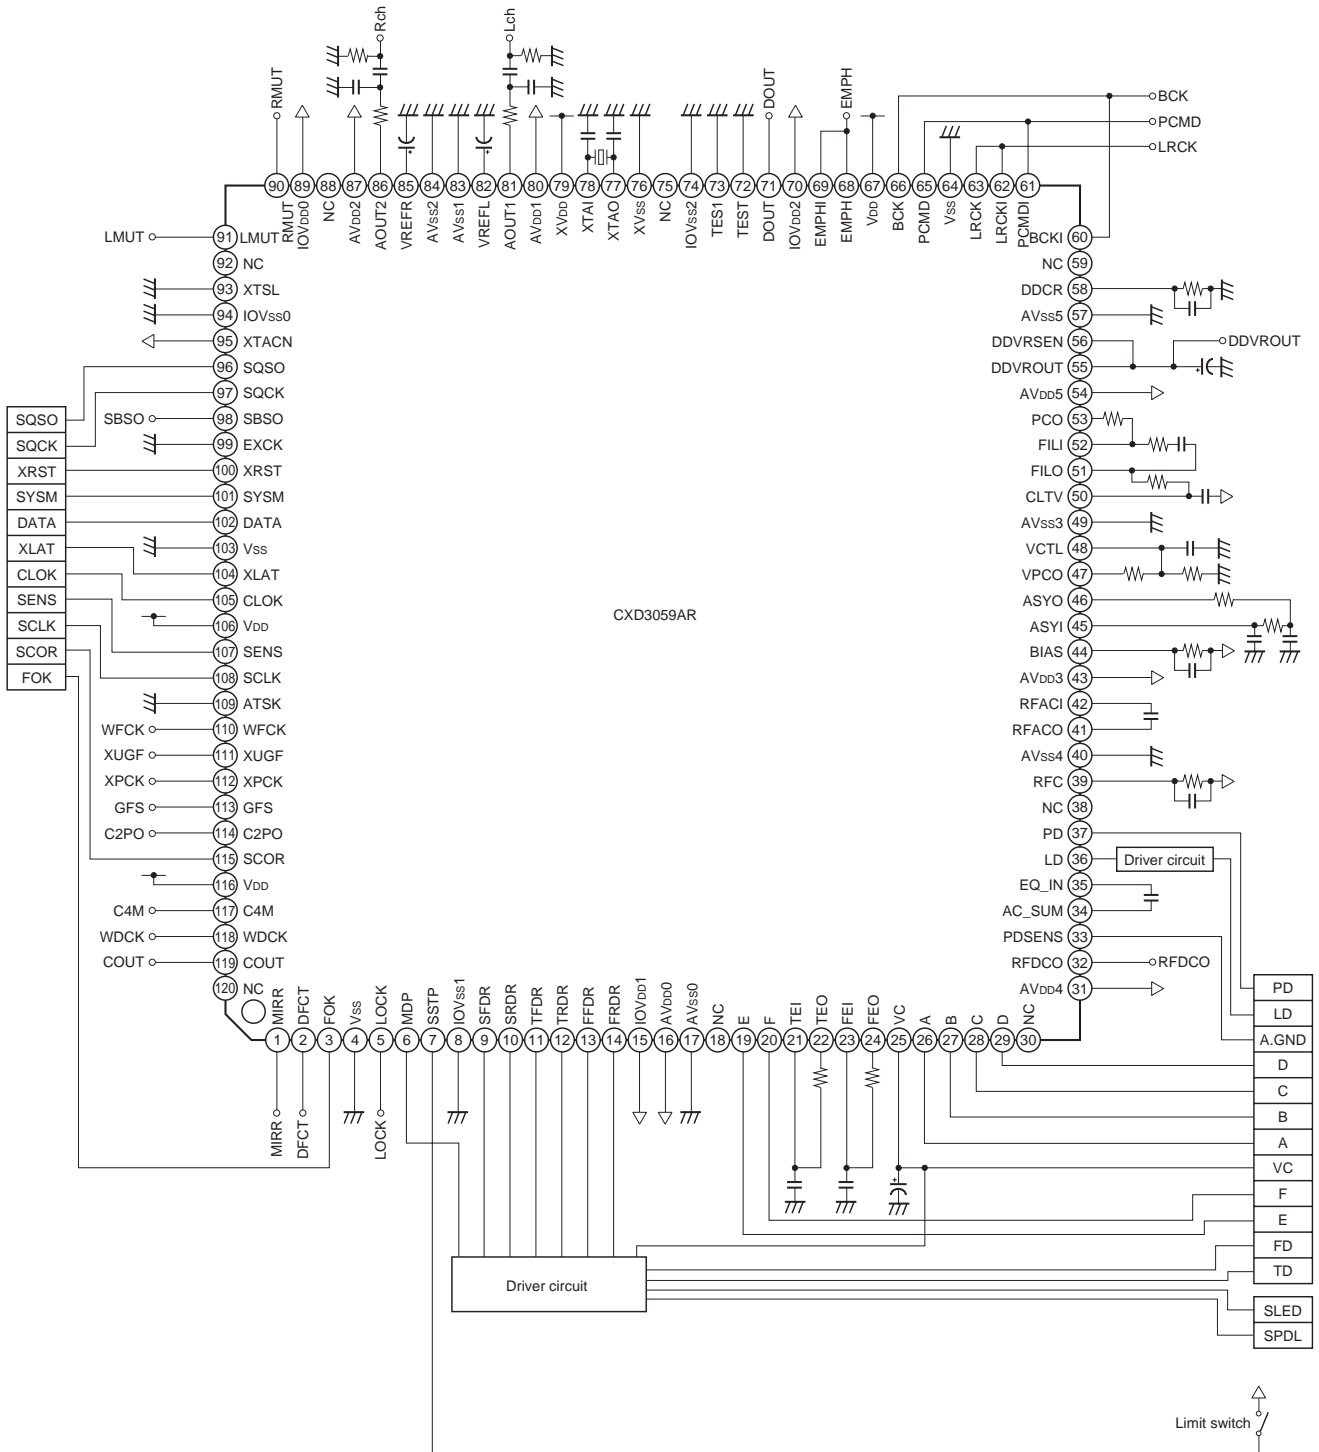 Rch
Lch
RMUT
DOUT
EMPH
BCK
PCMD
LRCK
90 89 88 87 86 85 84 83 82 81 80 79 78 77 76 75 74 73 72 71 70 69 68 67 66 65 64 63 62 61
RMUT
IOVDD0
NC
AVDD2
AOUT2
VREFR
AVSS2
AVSS1
VREFL
AOUT1
AVDD1
XVDD
XTAI
XTAO
XVSS
NC
IOVSS2
TES1
TEST
DOUT
IOVDD2
EMPHI
EMPH
VDD
BCK
PCMD
VSS
LRCK
LRCKI
PCMDI
LMUT 91 LMUT
92 NC
93 XTSL
94 IOVSS0
95 XTACN
96 SQSO
97 SQCK
SBSO 98 SBSO
99 EXCK
100 XRST
101 SYSM
102 DATA
103 VSS
104 XLAT
105 CLOK
106 VDD
107 SENS
108 SCLK
109 ATSK
WFCK 110 WFCK
XUGF 111 XUGF
XPCK 112 XPCK
GFS 113 GFS
C2PO 114 C2PO
115 SCOR
116 VDD
C4M 117 C4M
WDCK 118 WDCK
COUT 119 COUT
120 NC
SQSO
SQCK
XRST
SYSM
DATA
XLAT
CLOK
SENS
SCLK
SCOR
FOK
CXD3059AR
BCKI 60
NC 59
DDCR 58
AVSS5 57
DDVRSEN 56
DDVROUT
DDVROUT 55
AVDD5 54
PCO 53
FILI 52
FILO 51
CLTV 50
AVSS3 49
VCTL 48
VPCO 47
ASYO 46
ASYI 45
BIAS 44
AVDD3 43
RFACI 42
RFACO 41
AVSS4 40
RFC 39
NC 38
PD 37
LD 36 Driver circuit
EQ_IN 35
AC_SUM 34
PDSENS 33
RFDCO 32 RFDCO
AVDD4 31
MIRR
DFCT
FOK
VSS
LOCK
MDP
SSTP
IOVSS1
SFDR
SRDR
TFDR
TRDR
FFDR
FRDR
IOVDD1
AVDD0
AVSS0
NC
E
F
TEI
TEO
FEI
FEO
VC
A
B
C
D
NC
1 2 3 4 5 6 7 8 9 10 11 12 13 14 15 16 17 18 19 20 21 22 23 24 25 26 27 28 29 30
MIRR
DFCT
LOCK
PD
LD
A.GND
D
C
B
A
VC
F
E
FD
TD
SLED
SPDL
Driver circuit
Limit switch